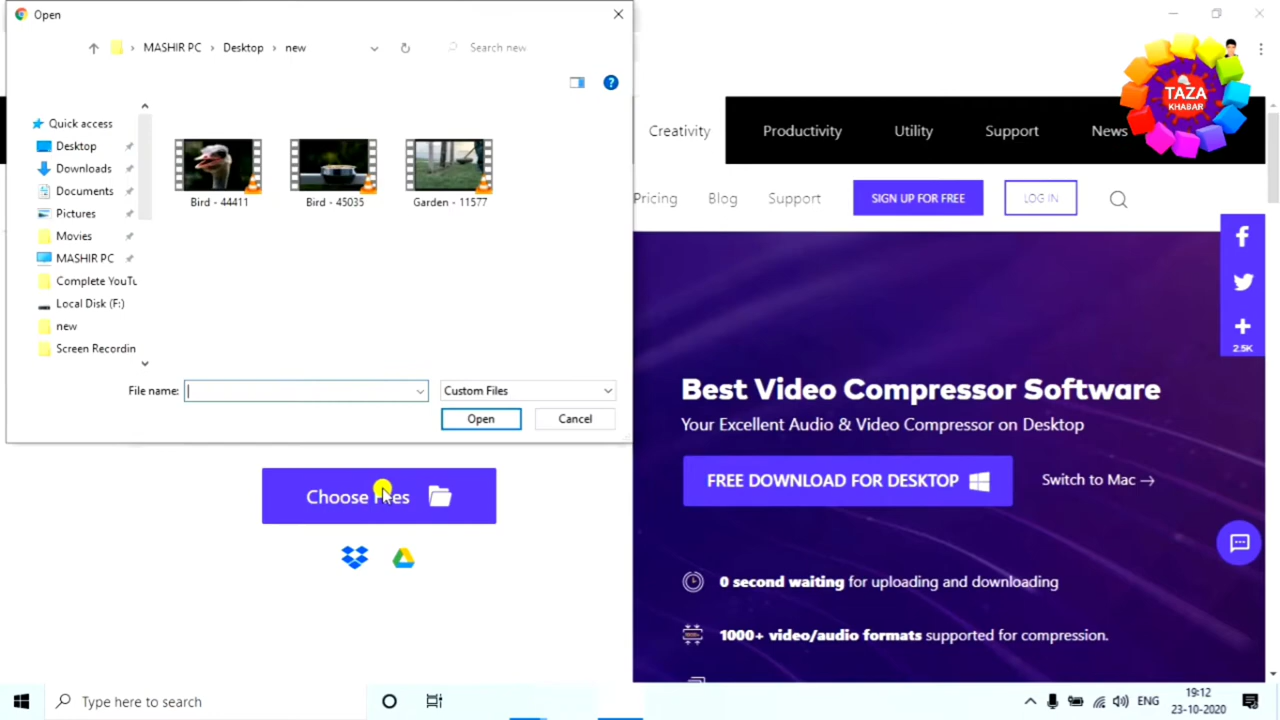 Open
MASHIR PC
Desktop
new
Search new
Quick access
Desktop
Downloads
Documents
Pictures
Movies
MASHIR PC
Complete YouTu
Local Disk (F:)
new
Screen Recordin
Bird - 44411
Bird - 45035
Garden - 11577
File name:
Custom Files
Open
Cancel
Choose Files
TAZA
KHABAR
Creativity
Productivity
Utility
Support
News
Pricing
Blog
Support
SIGN UP FOR FREE
LOG IN
2.5K
Best Video Compressor Software
Your Excellent Audio & Video Compressor on Desktop
FREE DOWNLOAD FOR DESKTOP
Switch to Mac →
0 second waiting for uploading and downloading
1000+ video/audio formats supported for compression.
Type here to search
ENG
19:12
23-10-2020